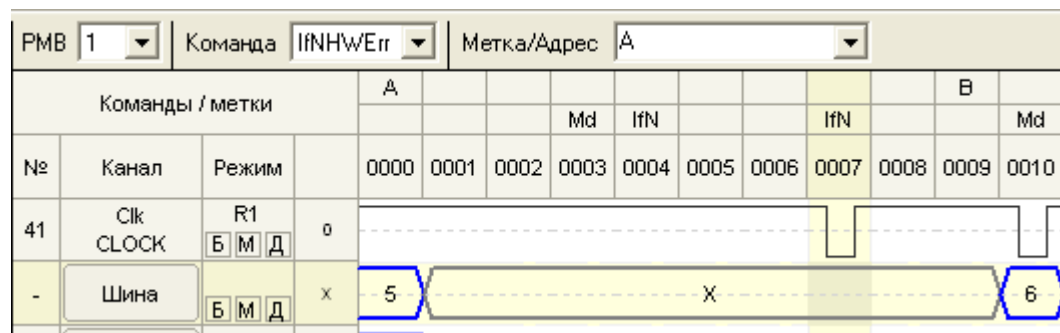 РМВ 1 Команда IfNHWErr Метка/Адрес A
Команды / метки A B
Md IfN IfN Md
№ Канал Режим 0000 0001 0002 0003 0004 0005 0006 0007 0008 0009 0010
41 Clk CLOCK R1 Б М Д 0
- Шина Б М Д X 5 X 6